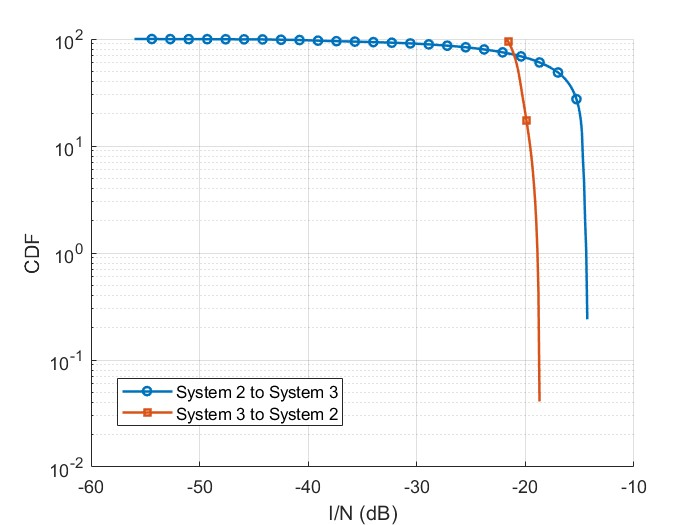 10^2
10^1
10^0
10^-1
10^-2
CDF
System 2 to System 3
System 3 to System 2
-60 -50 -40 -30 -20 -10
I/N (dB)